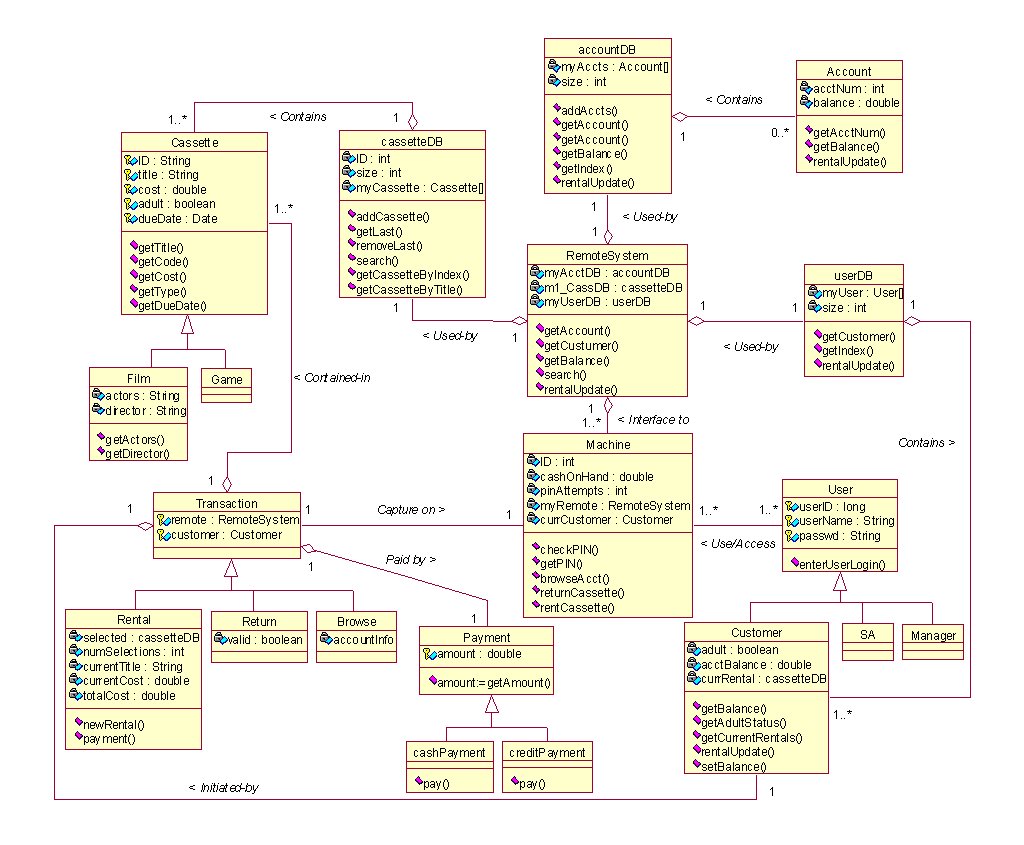 accountDB
myAccts : Account[]
size : int
addAccts()
getAccount()
getAccount()
getBalance()
getIndex()
rentalUpdate()
< Contains
1
0..*
Account
acctNum : int
balance : double
getAcctNum()
getBalance()
rentalUpdate()
1..*
< Contains
1
Cassette
ID : String
title : String
cost : double
adult : boolean
dueDate : Date
getTitle()
getCode()
getCost()
getType()
getDueDate()
1..*
cassetteDB
ID : int
size : int
myCassette : Cassette[]
addCassette()
getLast()
removeLast()
search()
getCassetteByIndex()
getCassetteByTitle()
1
< Used-by
1
1
< Used-by
1
RemoteSystem
myAcctDB : accountDB
m1_CassDB : cassetteDB
myUserDB : userDB
getAccount()
getCustumer()
getBalance()
search()
rentalUpdate()
1
< Used-by
1
userDB
myUser : User[]
size : int
getCustomer()
getIndex()
rentalUpdate()
1
Contains >
1..*
Film
actors : String
director : String
getActors()
getDirector()
Game
< Contained-in
1
1
< Interface to
1..*
Machine
ID : int
cashOnHand : double
pinAttempts : int
myRemote : RemoteSystem
currCustomer : Customer
checkPIN()
getPIN()
browseAcct()
returnCassette()
rentCassette()
1..*
1..*
< Use/Access
User
userID : long
userName : String
passwd : String
enterUserLogin()
1
Transaction
remote : RemoteSystem
customer : Customer
1
Capture on >
1
Paid by >
1
1
Rental
selected : cassetteDB
numSelections : int
currentTitle : String
currentCost : double
totalCost : double
newRental()
payment()
Return
valid : boolean
Browse
accountInfo
Payment
amount : double
amount:=getAmount()
cashPayment
pay()
creditPayment
pay()
Customer
adult : boolean
acctBalance : double
currRental : cassetteDB
getBalance()
getAdultStatus()
getCurrentRentals()
rentalUpdate()
setBalance()
SA
Manager
< Initiated-by
1